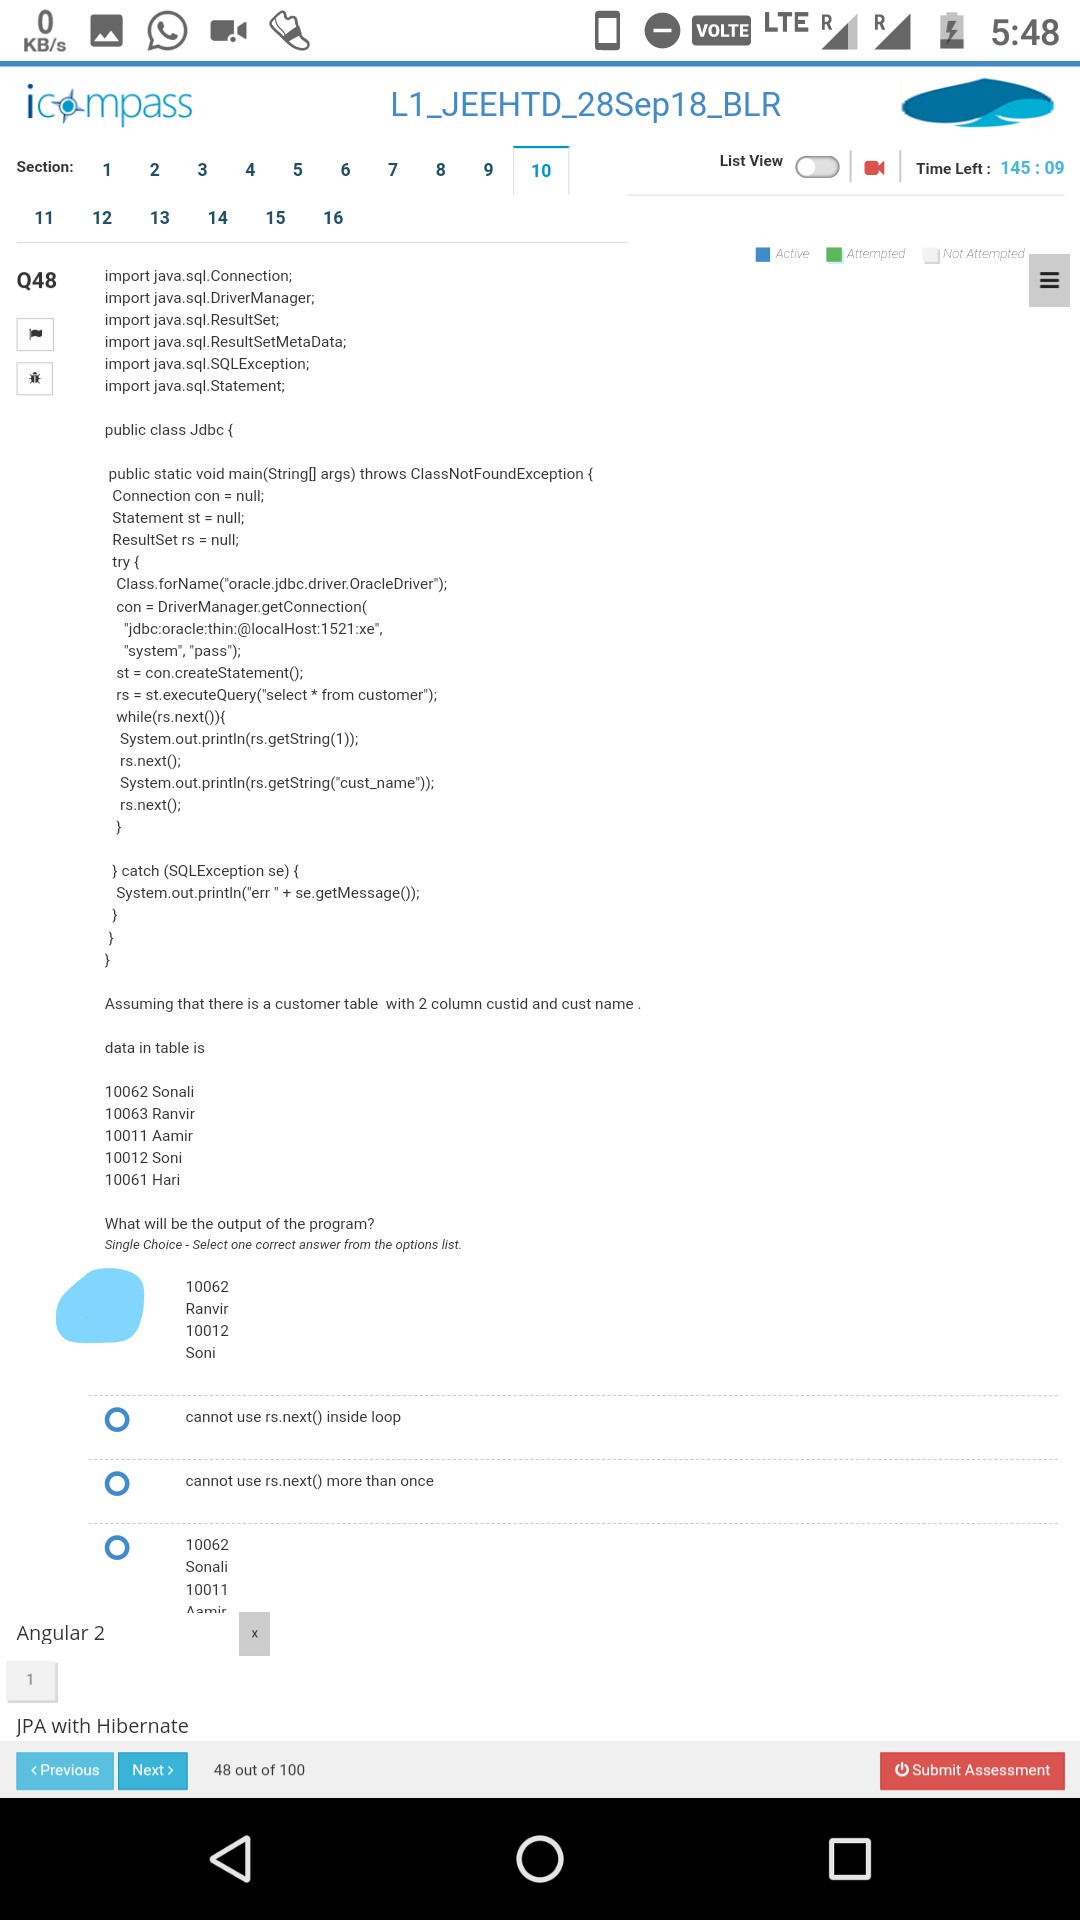 0
KB/s
VOLTE
LTE
R
R
5:48
icompass
L1_JEEHTD_28Sep18_BLR
Section:
1
2
3
4
5
6
7
8
9
10
List View
Time Left :
145 : 09
11
12
13
14
15
16
Active
Attempted
Not Attempted
Q48
import java.sql.Connection;
import java.sql.DriverManager;
import java.sql.ResultSet;
import java.sql.ResultSetMetaData;
import java.sql.SQLException;
import java.sql.Statement;
public class Jdbc {
public static void main(String[] args) throws ClassNotFoundException {
Connection con = null;
Statement st = null;
ResultSet rs = null;
try {
Class.forName("oracle.jdbc.driver.OracleDriver");
con = DriverManager.getConnection(
"jdbc:oracle:thin:@localHost:1521:xe",
"system", "pass");
st = con.createStatement();
rs = st.executeQuery("select * from customer");
while(rs.next()){
System.out.println(rs.getString(1));
rs.next();
System.out.println(rs.getString("cust_name"));
rs.next();
}
} catch (SQLException se) {
System.out.println("err " + se.getMessage());
}
}
}
Assuming that there is a customer table  with 2 column custid and cust name .
data in table is
10062 Sonali
10063 Ranvir
10011 Aamir
10012 Soni
10061 Hari
What will be the output of the program?
Single Choice - Select one correct answer from the options list.
10062
Ranvir
10012
Soni
cannot use rs.next() inside loop
cannot use rs.next() more than once
10062
Sonali
10011
Aamir
Angular 2
x
1
JPA with Hibernate
Previous
Next
48 out of 100
Submit Assessment